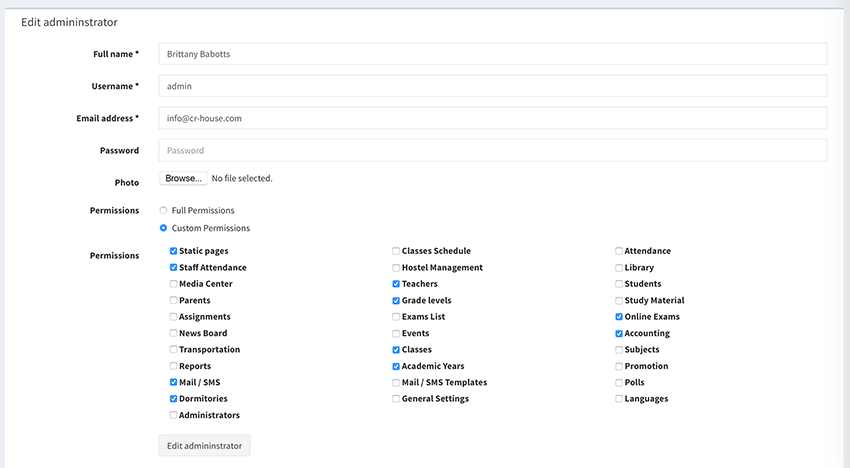 Edit admininstrator
Full name * Brittany Babotts
Username * admin
Email address * info@cr-house.com
Password Password
Photo Browse... No file selected.
Permissions Full Permissions
Custom Permissions
Permissions Static pages Classes Schedule Attendance
Staff Attendance Hostel Management Library
Media Center Teachers Students
Parents Grade levels Study Material
Assignments Exams List Online Exams
News Board Events Accounting
Transportation Classes Subjects
Reports Academic Years Promotion
Mail / SMS Mail / SMS Templates Polls
Dormitories General Settings Languages
Administrators
Edit admininstrator